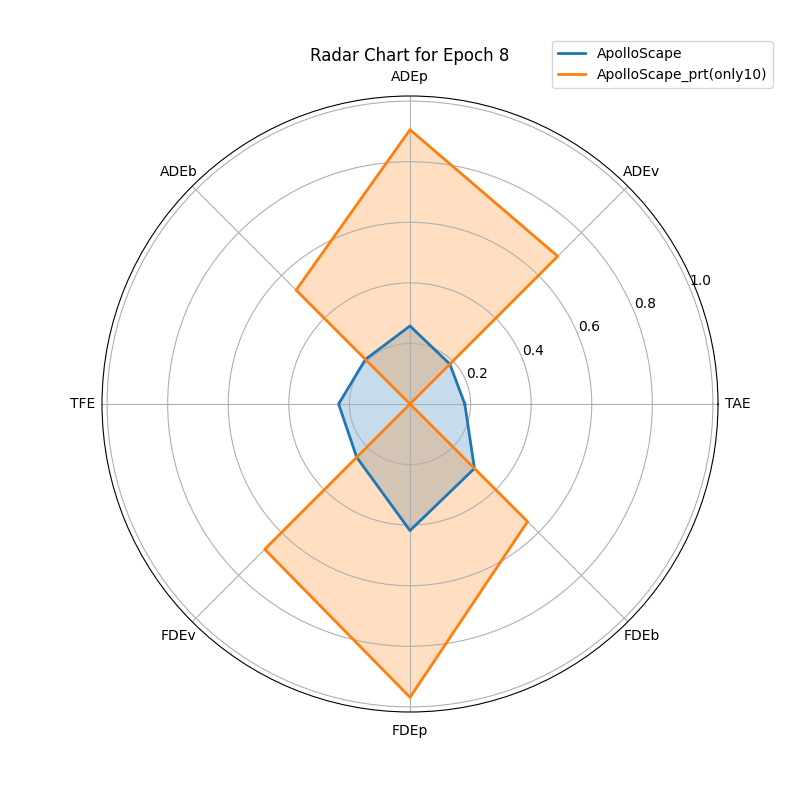 Radar Chart for Epoch 8
ApolloScape
ApolloScape_prt(only10)
ADEp
ADEb
ADEv
1.0
0.8
0.6
0.4
0.2
TFE
TAE
FDEv
FDEb
FDEp